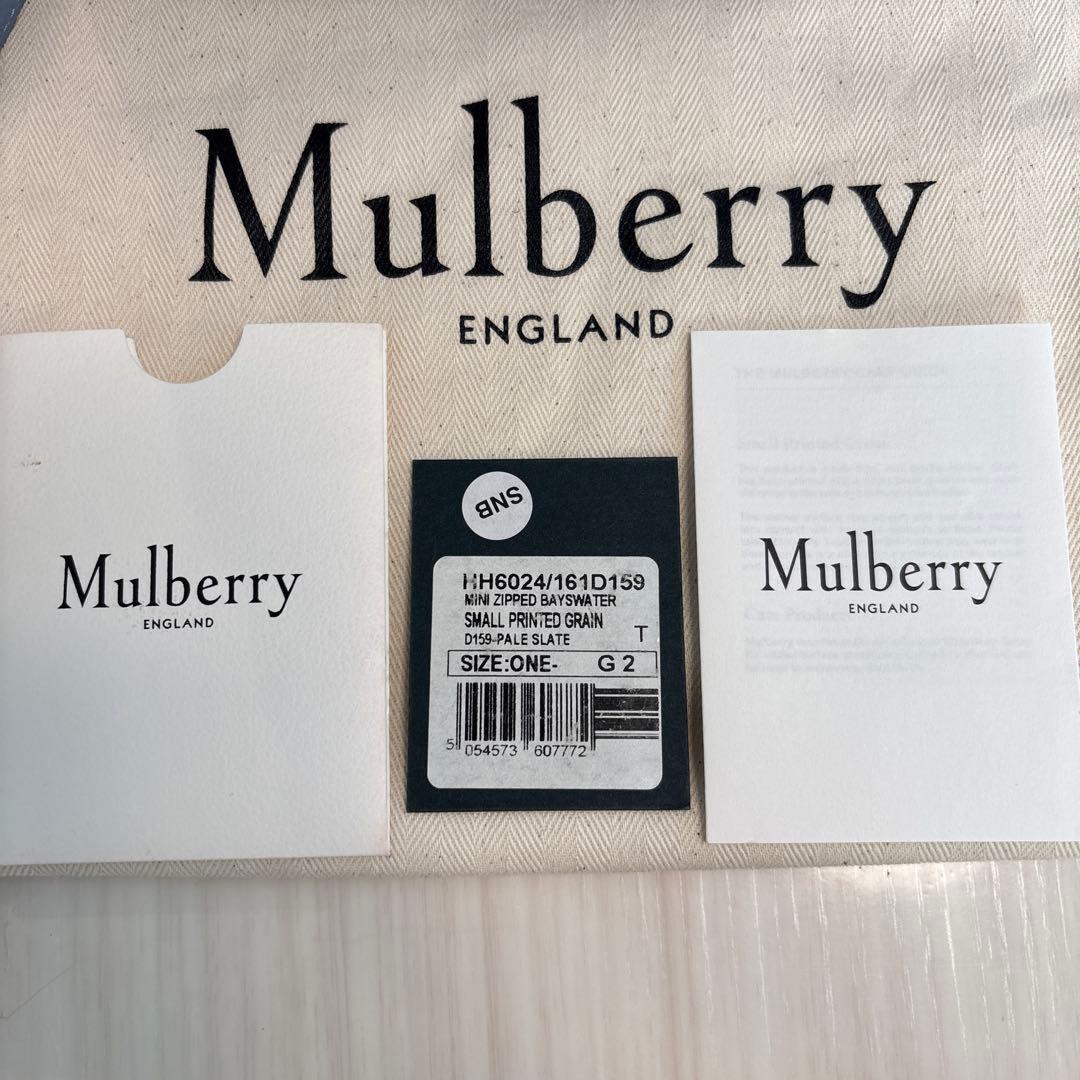 Mulberry
ENGLAND
Mulberry
ENGLAND
SNB
HH6024/161D159
MINI ZIPPED BAYSWATER
SMALL PRINTED GRAIN
D159-PALE SLATE
T
SIZE:ONE- G 2
5 054573 607772
Mulberry
ENGLAND